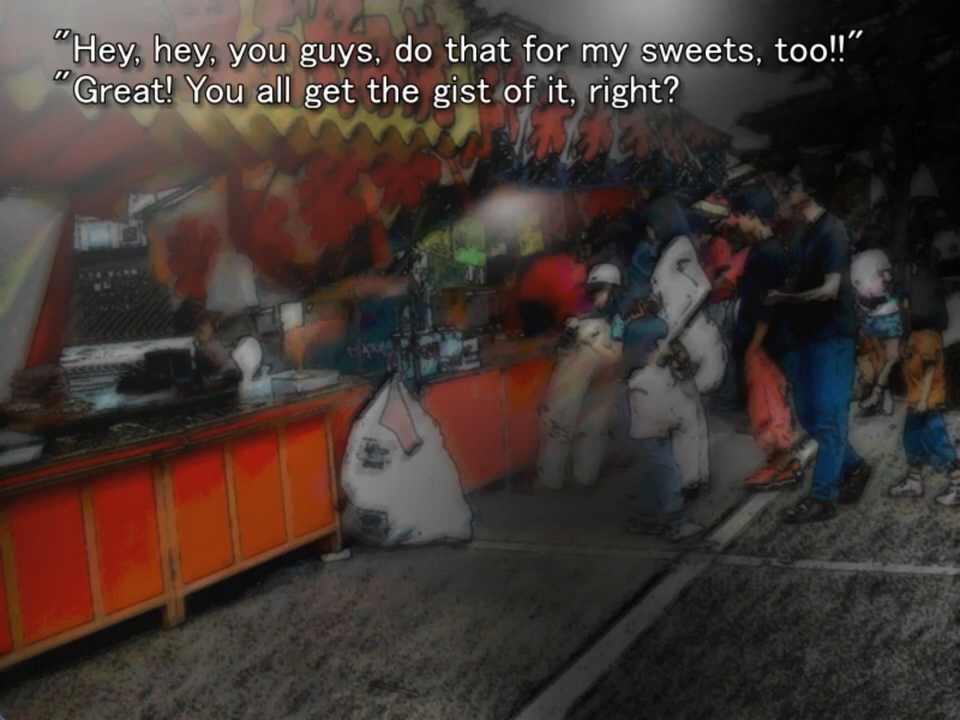 "Hey, hey, you guys, do that for my sweets, too!!"
"Great! You all get the gist of it, right?